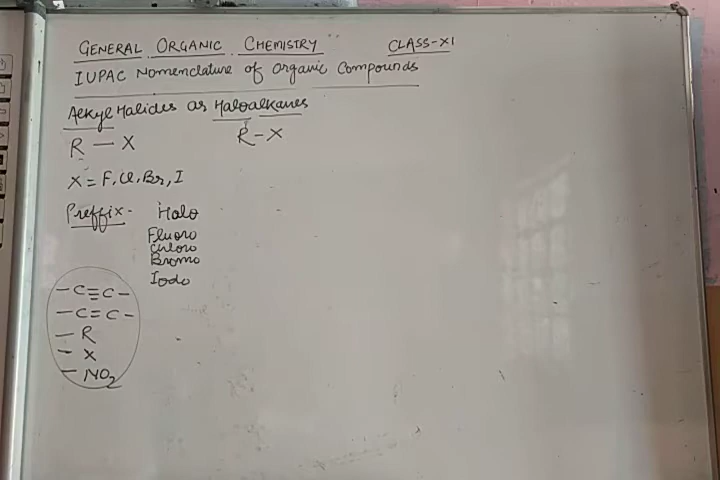 GENERAL ORGANIC CHEMISTRY CLASS-XI
IUPAC Nomenclature of Organic Compounds
Alkyl Halides as Haloalkanes
R — X R-X
X = F, Cl, Br, I
Preffix- Halo
Fluoro
Chloro
Bromo
Iodo
-C≡C-
-C=C-
-R
-X
-NO2